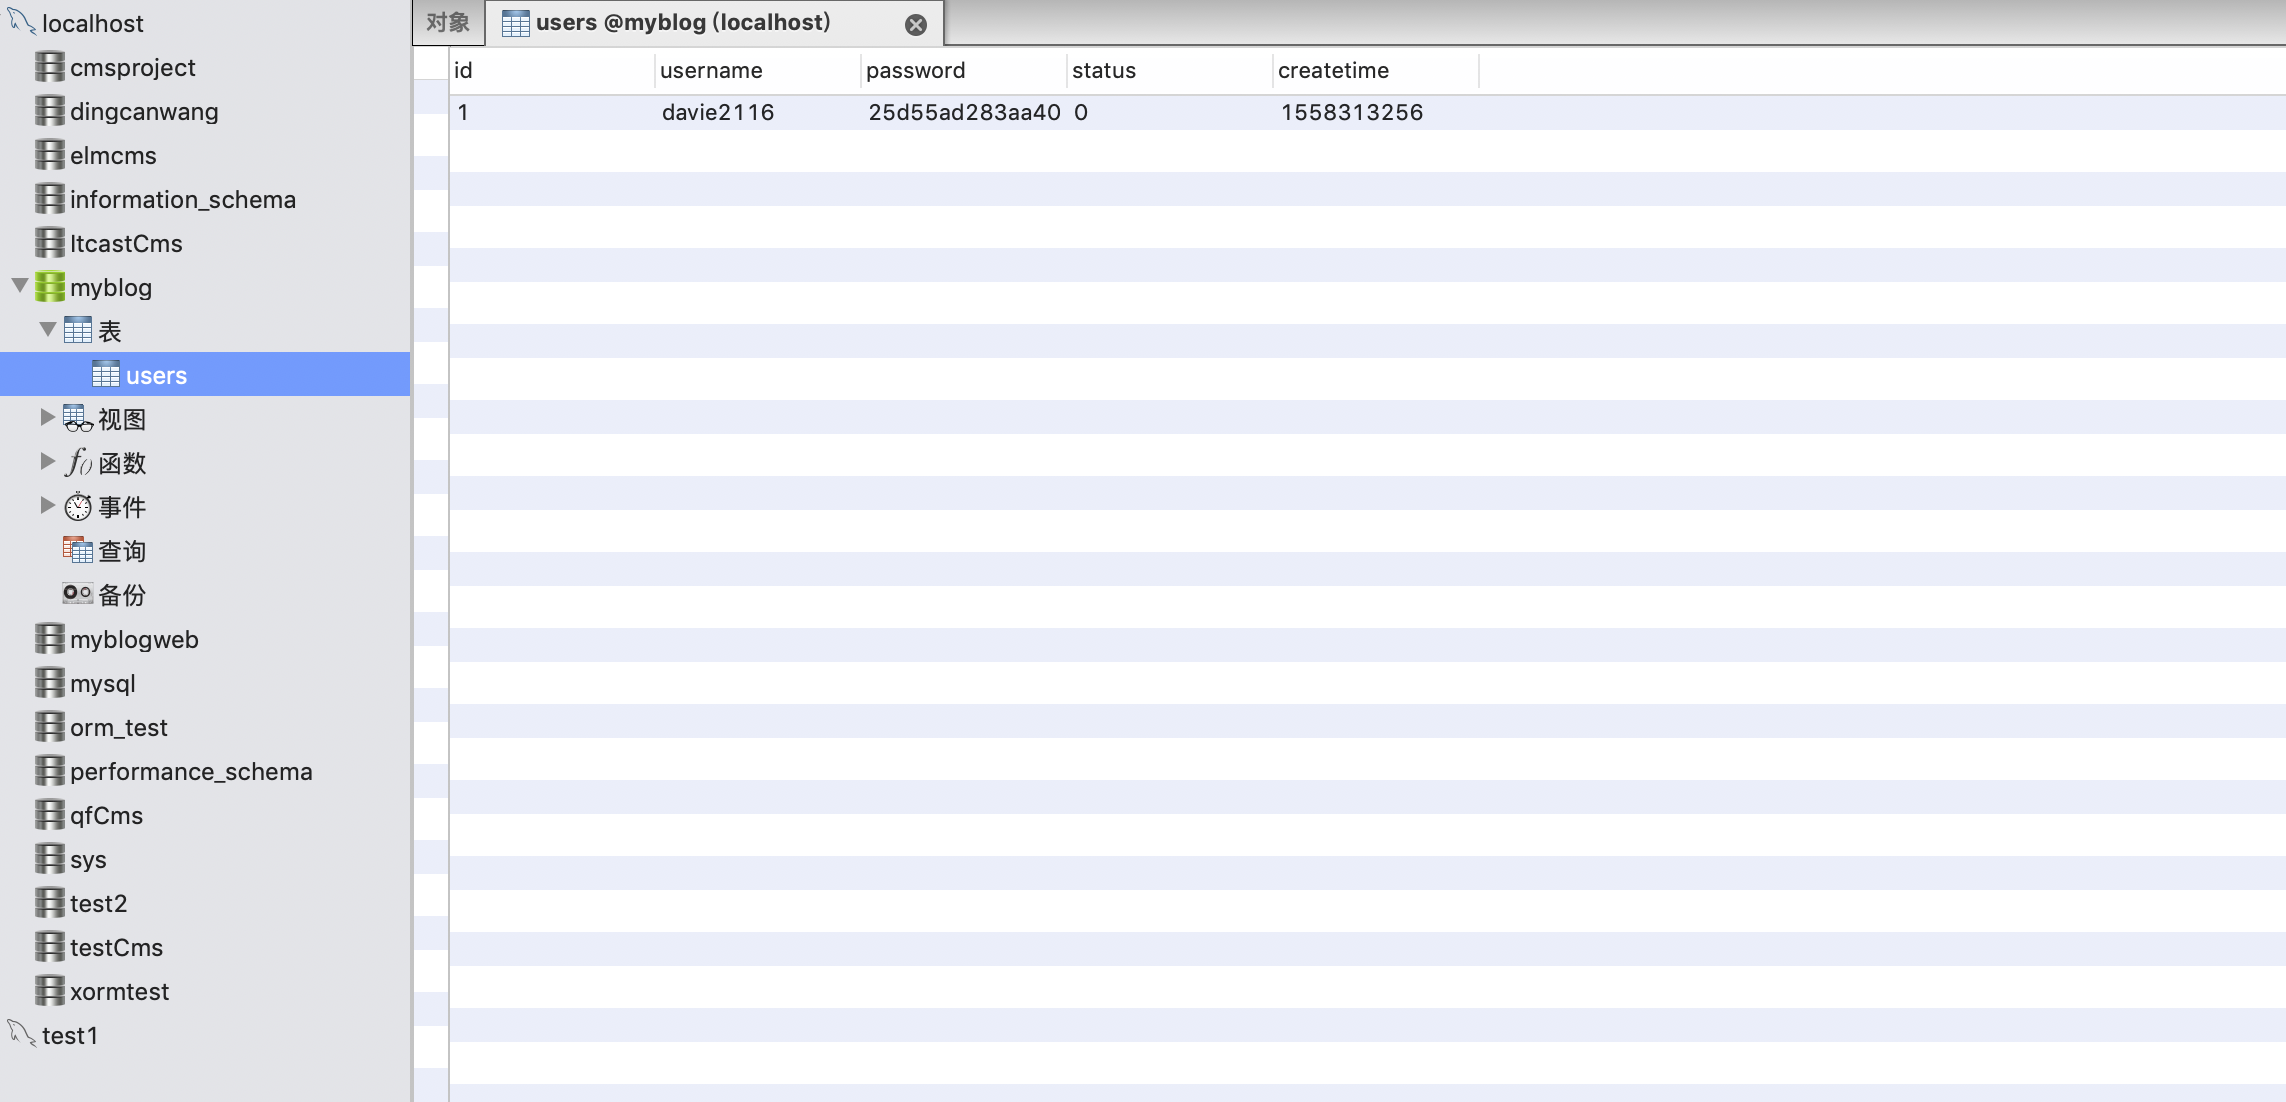 localhost
cmsproject
dingcanwang
elmcms
information_schema
ItcastCms
myblog
表
users
视图
函数
事件
查询
备份
myblogweb
mysql
orm_test
performance_schema
qfCms
sys
test2
testCms
xormtest
test1
对象 users @myblog (localhost)
id username password status createtime
1 davie2116 25d55ad283aa40 0 1558313256